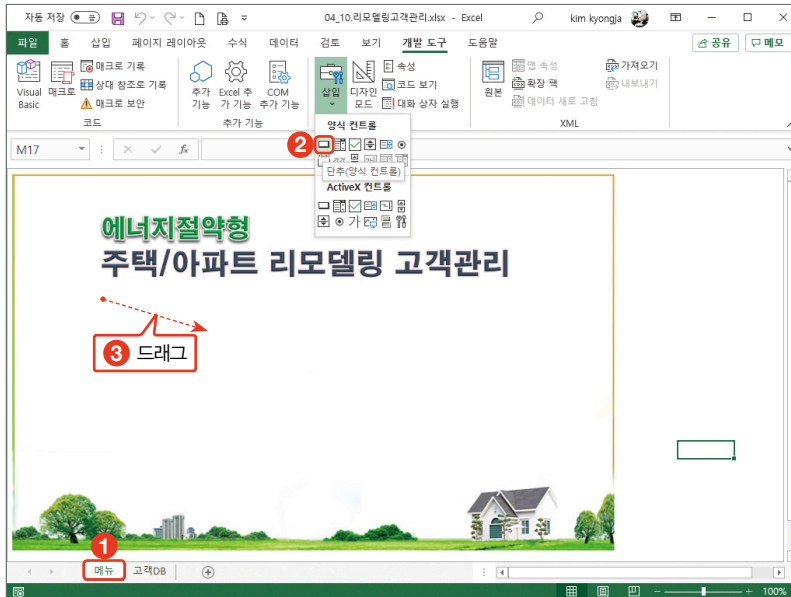 자동 저장 04_10.리모델링고객관리.xlsx - Excel kim kyongja
파일 홈 삽입 페이지 레이아웃 수식 데이터 검토 보기 개발 도구 도움말 공유 메모
Visual Basic
매크로
매크로 기록
상대 참조로 기록
매크로 보안
코드
추가 기능
Excel 추가 기능
COM 추가 기능
추가 기능
삽입
디자인 모드
속성
코드 보기
대화 상자 실행
원본
맵 속성
확장 팩
데이터 새로 고침
가져오기
내보내기
XML
양식 컨트롤
2
단추(양식 컨트롤)
ActiveX 컨트롤
가
M17 fx
에너지절약형
주택/아파트 리모델링 고객관리
3 드래그
1
메뉴 고객DB
100%